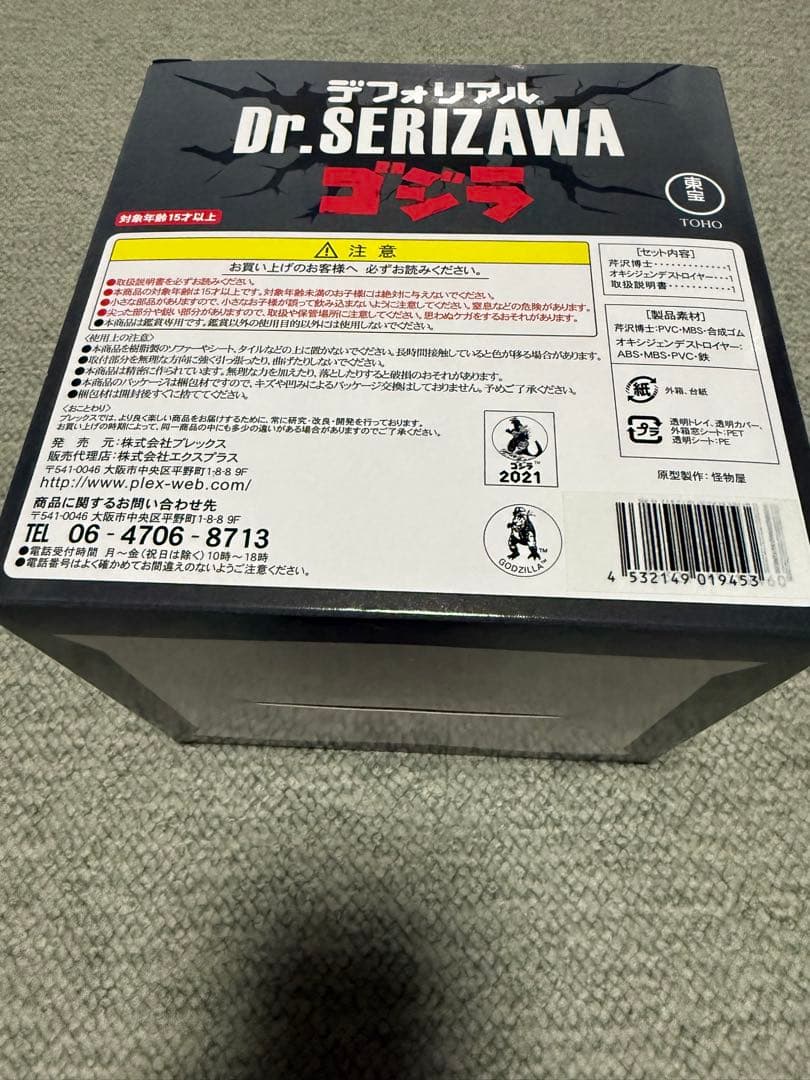 デフォリアル®
Dr.SERIZAWA
ゴジラ
対象年齢15才以上
東宝
TOHO
⚠注意
お買い上げのお客様へ 必ずお読みください。
●取扱説明書を必ずお読みください。
●本商品の対象年齢は15才以上です。対象年齢未満のお子様には絶対に与えないでください。
●小さな部品がありますので、小さなお子様が誤って飲み込まないように注意してください。窒息などの危険があります。
●尖った部分や鋭い部分がありますので、取扱や保管場所に注意してください。思わぬケガをするおそれがあります。
●本商品は鑑賞専用です。鑑賞以外の使用目的以外には使用しないでください。
〈使用上の注意〉
●本商品を樹脂製のソファーやシート、タイルなどの上に置かないでください。長時間接触していると色が移る場合があります。
●取付部分を無理な方向に強く引っ張ったり、曲げたりしないでください。
●本商品は精密に作られています。無理な力を加えたり、落としたりすると破損のおそれがあります。
●本商品のパッケージは梱包材ですので、キズや凹みによるパッケージ交換はしておりません。予めご了承ください。
●梱包材は開封後すぐに捨ててください。
〈おことわり〉
プレックスでは、より良く楽しい商品をお届けするために、常に研究・改良・開発を行っております。
お買い上げの時期によって、同一商品の中にも多少の違いがある場合がありますのでご了承ください。
発 売 元:株式会社プレックス
販売代理店:株式会社エクスプラス
〒541-0046 大阪市中央区平野町1-8-8 9F
http://www.plex-web.com/
商品に関するお問い合わせ先
〒541-0046 大阪市中央区平野町1-8-8 9F
TEL 06-4706-8713
●電話受付時間 月〜金(祝日は除く)10時〜18時
●電話番号はよく確かめてお間違えのないようご注意ください。
ゴジラ™
2021
GODZILLA™
[セット内容]
芹沢博士・・・・・・・・・・・1
オキシジェンデストロイヤー・・・1
取扱説明書・・・・・・・・・・1
[製品素材]
芹沢博士:PVC・MBS・合成ゴム
オキシジェンデストロイヤー:
ABS・MBS・PVC・鉄
紙
外箱、台紙
プラ
透明トレイ、透明カバー、
外箱窓シート:PET
透明シート:PE
原型製作:怪物屋
4 532149 019453 60